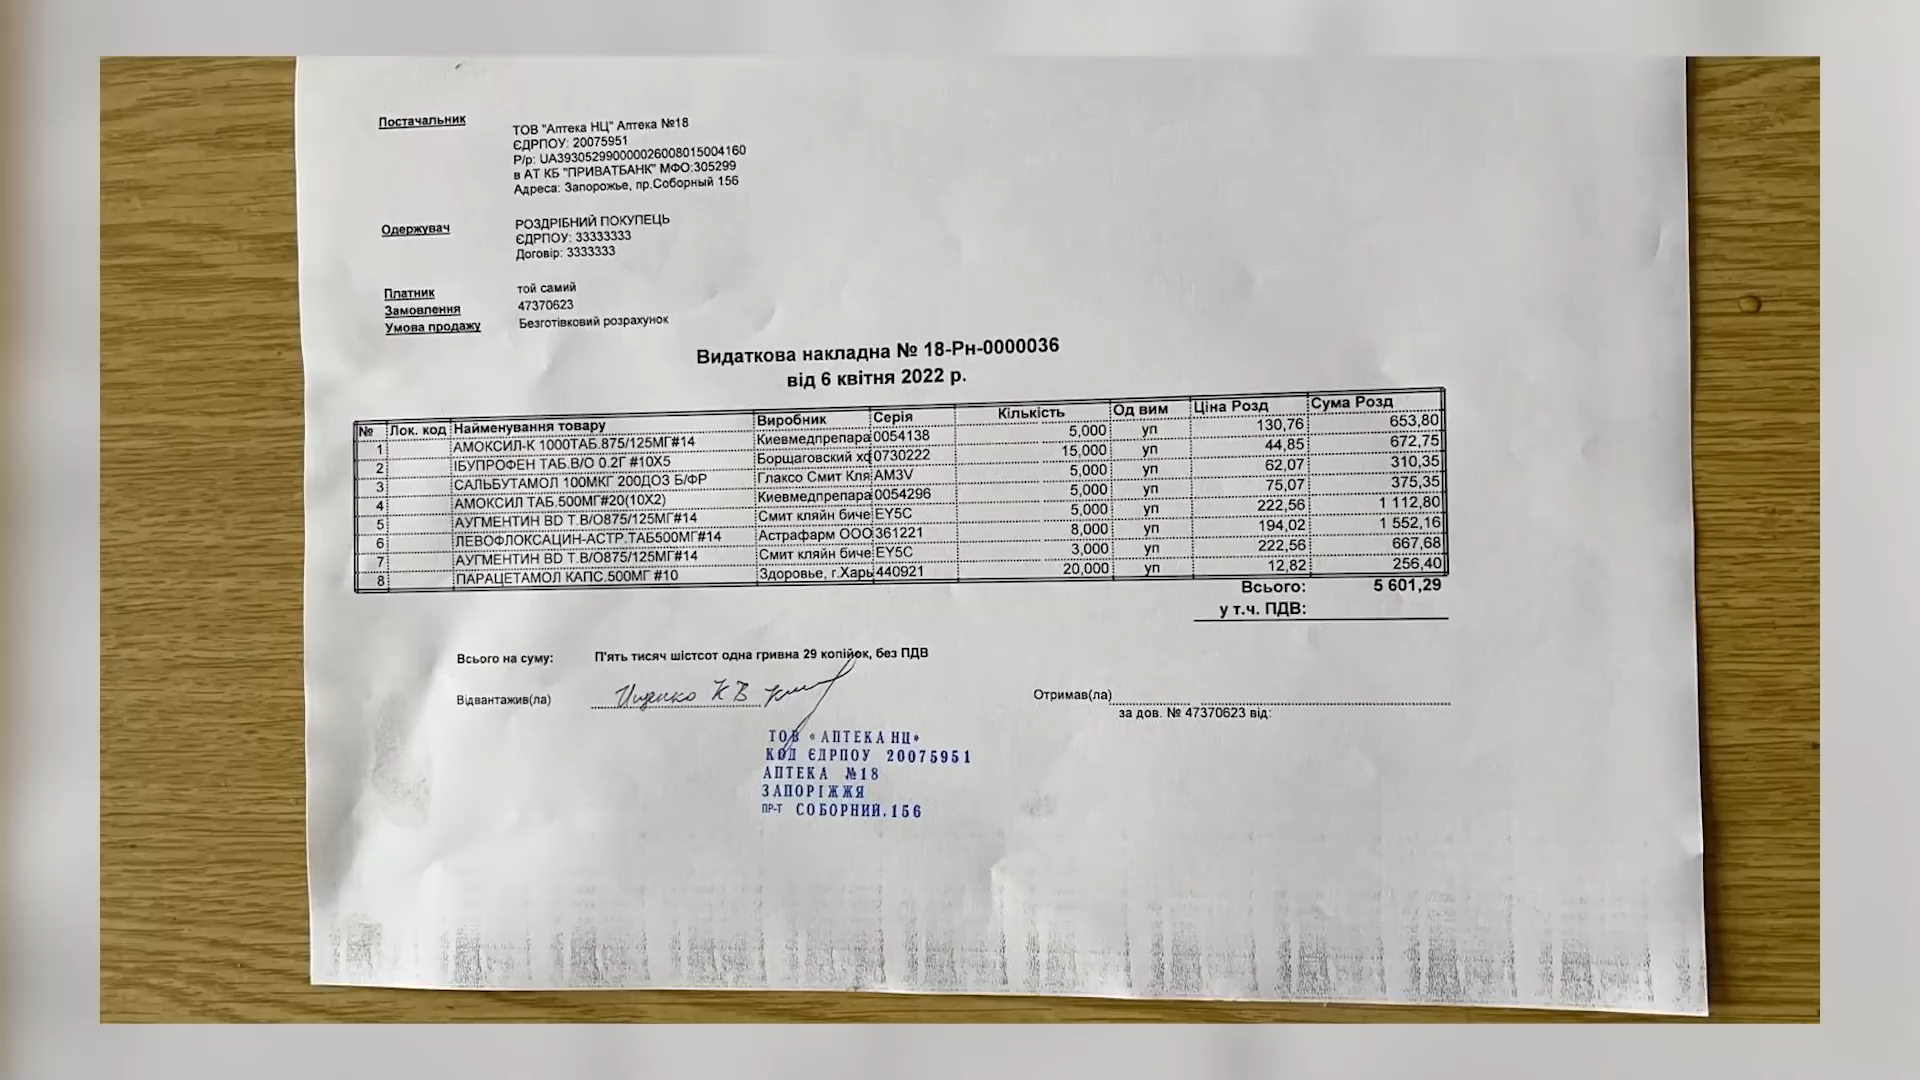 Постачальник
ТОВ "Аптека НЦ" Аптека №18
ЄДРПОУ: 20075951
Р/р: UA393052990000026008015004160
в АТ КБ "ПРИВАТБАНК" МФО:305299
Адреса: Запорожье, пр.Соборный 156
Одержувач
РОЗДРІБНИЙ ПОКУПЕЦЬ
ЄДРПОУ: 33333333
Договір: 3333333
Платник той самий
Замовлення 47370623
Умова продажу Безготівковий розрахунок
Видаткова накладна № 18-Рн-0000036
від 6 квітня 2022 р.
№ Лок. код Найменування товару Виробник Серія Кількість Од вим Ціна Розд Сума Розд
1 АМОКСИЛ-К 1000ТАБ.875/125МГ#14 Киевмедпрепара 0054138 5,000 уп 130,76 653,80
2 ІБУПРОФЕН ТАБ.В/О 0.2Г #10Х5 Борщаговский хф 0730222 15,000 уп 44,85 672,75
3 САЛЬБУТАМОЛ 100МКГ 200ДОЗ Б/ФР Глаксо Смит Кля AM3V 5,000 уп 62,07 310,35
4 АМОКСИЛ ТАБ.500МГ#20(10Х2) Киевмедпрепара 0054296 5,000 уп 75,07 375,35
5 АУГМЕНТИН BD Т.В/О875/125МГ#14 Смит кляйн биче EY5C 5,000 уп 222,56 1 112,80
6 ЛЕВОФЛОКСАЦИН-АСТР.ТАБ500МГ#14 Астрафарм ООО 361221 8,000 уп 194,02 1 552,16
7 АУГМЕНТИН BD Т.В/О875/125МГ#14 Смит кляйн биче EY5C 3,000 уп 222,56 667,68
8 ПАРАЦЕТАМОЛ КАПС.500МГ #10 Здоровье, г.Харь 440921 20,000 уп 12,82 256,40
Всього: 5 601,29
у т.ч. ПДВ:
Всього на суму: П'ять тисяч шістсот одна гривна 29 копійок, без ПДВ
Відвантажив(ла) Ищенко К В Отримав(ла)
за дов. № 47370623 від:
ТОВ «АПТЕКА НЦ»
КОД ЄДРПОУ 20075951
АПТЕКА №18
ЗАПОРІЖЖЯ
ПР-Т СОБОРНИЙ,156